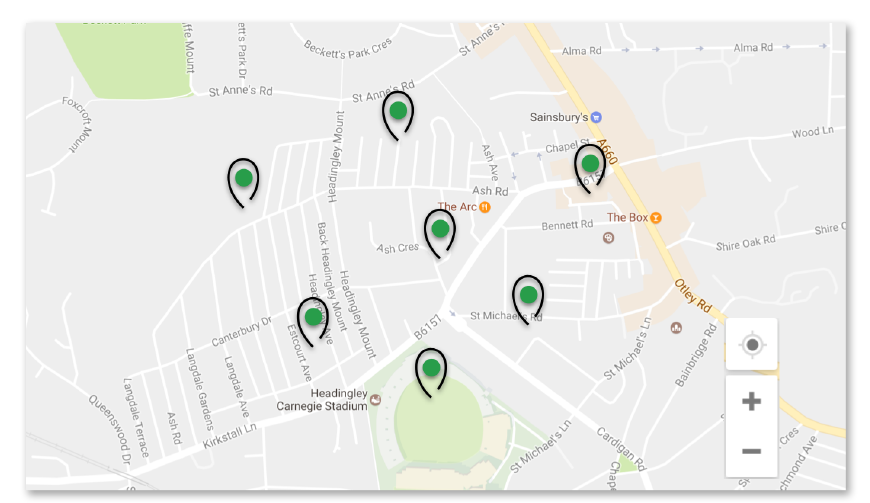 ffe Mount
ett's Park Dr
Beckett's Park Cres
St Anne's
Alma Rd
Alma Rd
St Anne's Rd
St Anne's Rd
Foxcroft
Mount
Sainsbury's
A660
Wood Ln
Chapel St
Headingley Mount
Ash Ave
Ash Rd
B6157
The Arc
The Box
Bennett Rd
Ash Cres
Shire Oak Rd
Shire
Back Headingley Mount
Headingley Mount
Otley Rd
St Michael's Rd
B6157
Canterbury Dr
Estcourt Ave
St Michael's Ln
Bainbrigge Rd
Langdale Terrace
Langdale Gardens
Langdale Ave
Ash Rd
Queenswood Dr
Kirkstall Ln
Headingley
Carnegie Stadium
St Michael's Ln
Cardigan Rd
Chape
Cres
chmond Ave